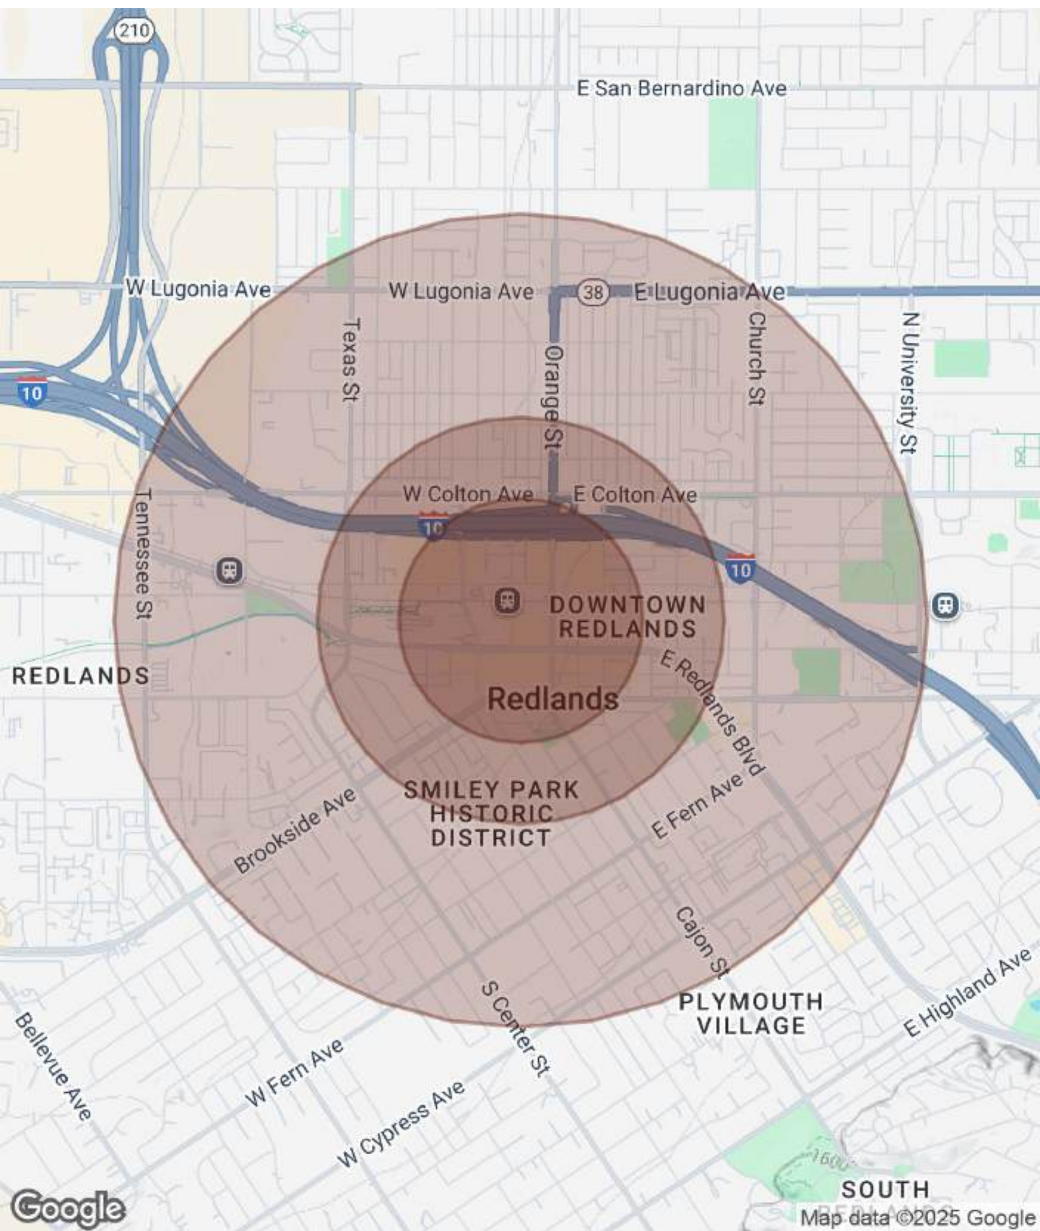 210
E San Bernardino Ave
W Lugonia Ave
W Lugonia Ave
38
E Lugonia Ave
Texas St
Orange St
Church St
N University St
10
W Colton Ave
E Colton Ave
10
Tennessee St
10
DOWNTOWN
REDLANDS
REDLANDS
E Redlands Blvd
Redlands
SMILEY PARK
HISTORIC
DISTRICT
Brookside Ave
E Fern Ave
Cajon St
PLYMOUTH
VILLAGE
E Highland Ave
S Center St
Bellevue Ave
W Fern Ave
W Cypress Ave
1600
SOUTH
REDLANDS
Google
Map data ©2025 Google